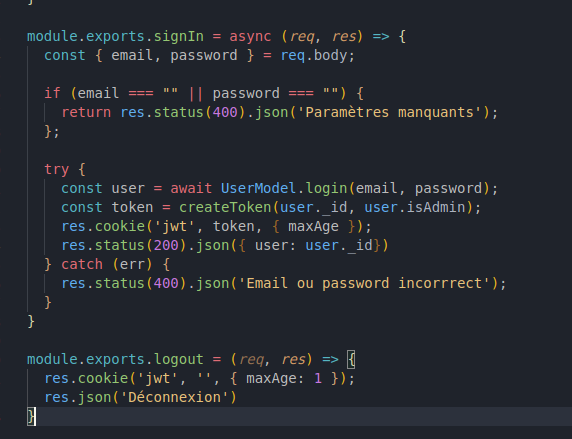 }
module.exports.signIn = async (req, res) => {
const { email, password } = req.body;
if (email === "" || password === "") {
return res.status(400).json('Paramètres manquants');
};
try {
const user = await UserModel.login(email, password);
const token = createToken(user._id, user.isAdmin);
res.cookie('jwt', token, { maxAge });
res.status(200).json({ user: user._id})
} catch (err) {
res.status(400).json('Email ou password incorrrect');
}
}
module.exports.logout = (req, res) => {
res.cookie('jwt', '', { maxAge: 1 });
res.json('Déconnexion')
}